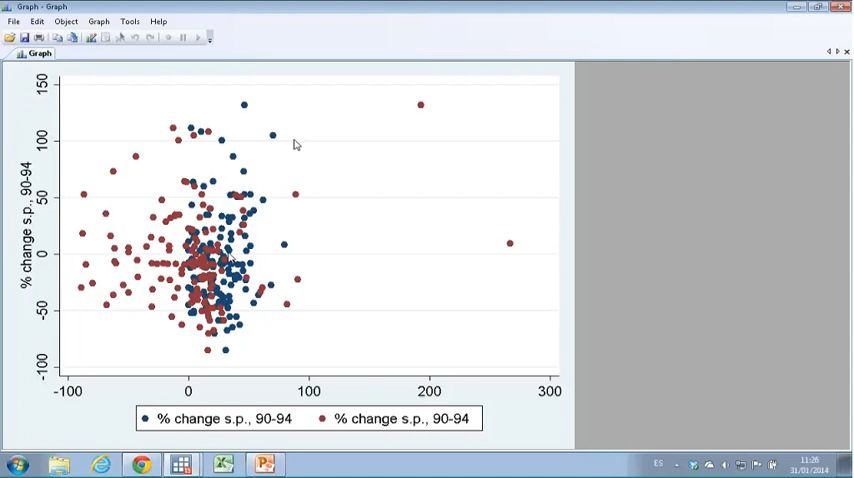 Graph - Graph
File Edit Object Graph Tools Help
Graph
% change s.p., 90-94
150
100
50
0
-50
-100
-100 0 100 200 300
% change s.p., 90-94 % change s.p., 90-94
ES
11:26
31/01/2014